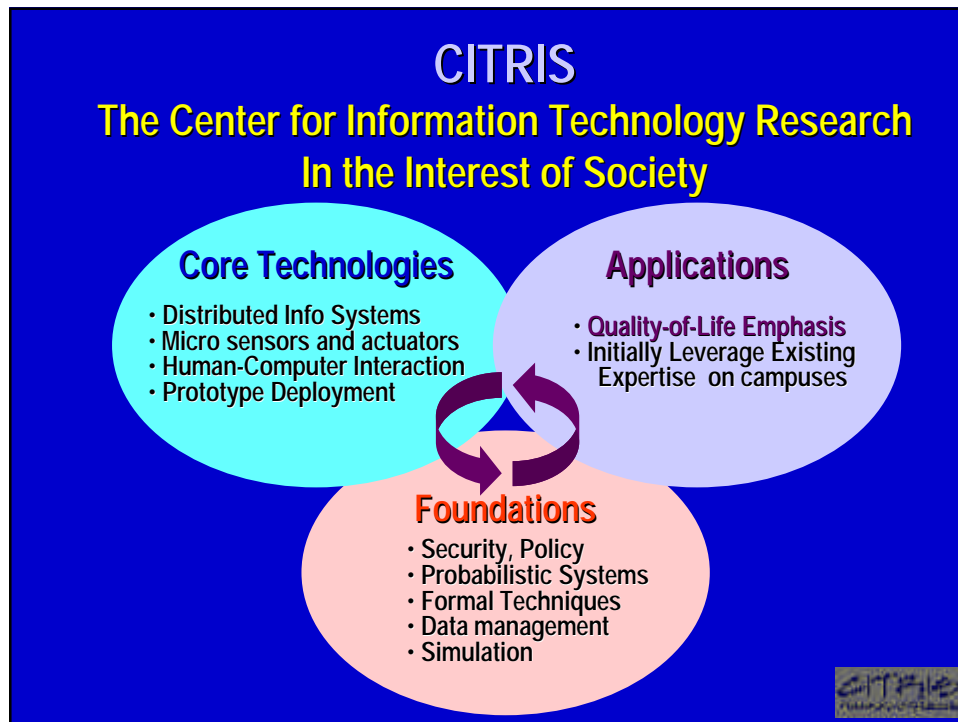 CITRIS
The Center for Information Technology Research
In the Interest of Society
Core Technologies
• Distributed Info Systems
• Micro sensors and actuators
• Human-Computer Interaction
• Prototype Deployment
Applications
• Quality-of-Life Emphasis
• Initially Leverage Existing
Expertise on campuses
Foundations
• Security, Policy
• Probabilistic Systems
• Formal Techniques
• Data management
• Simulation
CITRIS